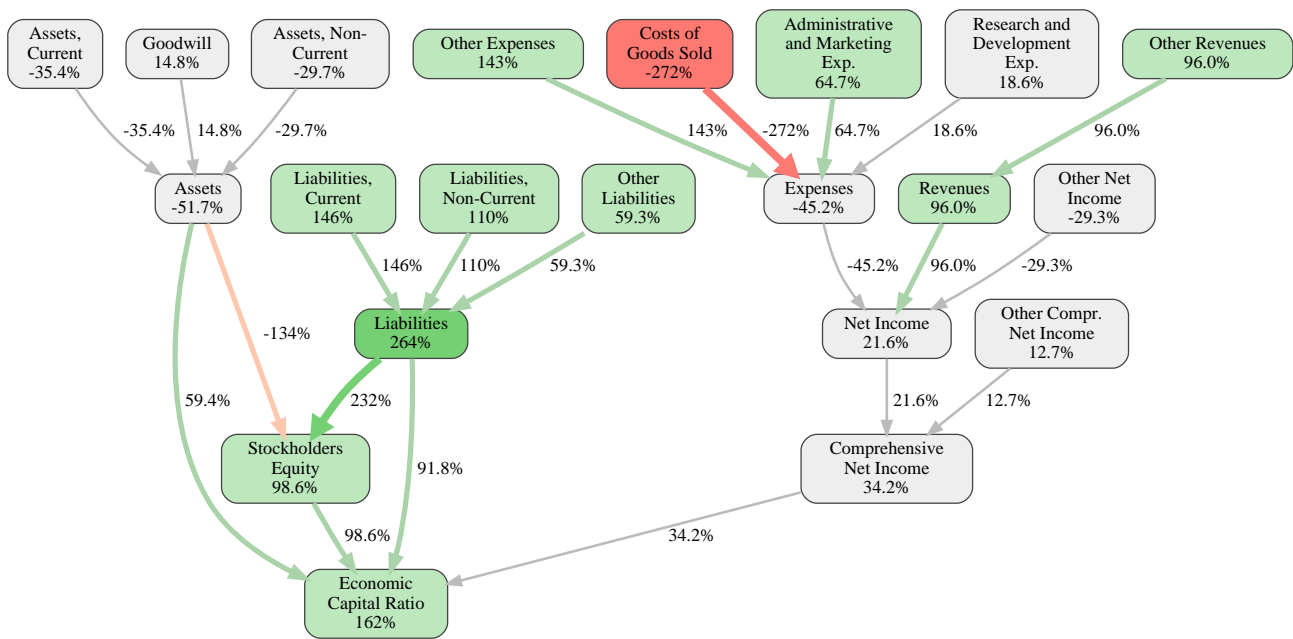 Assets,
Current
-35.4%
Goodwill
14.8%
Assets, Non-
Current
-29.7%
Other Expenses
143%
Costs of
Goods Sold
-272%
Administrative
and Marketing
Exp.
64.7%
Research and
Development
Exp.
18.6%
Other Revenues
96.0%
-35.4%
14.8%
-29.7%
143%
-272%
64.7%
18.6%
96.0%
Assets
-51.7%
Liabilities,
Current
146%
Liabilities,
Non-Current
110%
Other
Liabilities
59.3%
Expenses
-45.2%
Revenues
96.0%
Other Net
Income
-29.3%
146%
110%
59.3%
-45.2%
96.0%
-29.3%
-134%
Liabilities
264%
Net Income
21.6%
Other Compr.
Net Income
12.7%
59.4%
232%
91.8%
21.6%
12.7%
Stockholders
Equity
98.6%
Comprehensive
Net Income
34.2%
98.6%
34.2%
Economic
Capital Ratio
162%